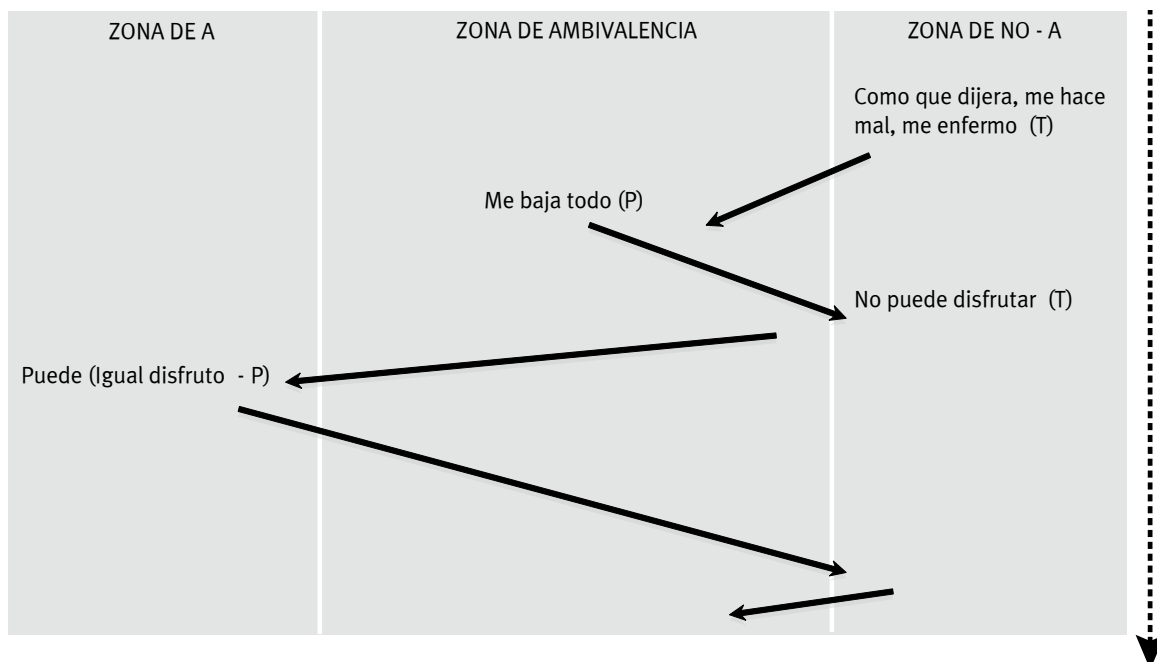 ZONA DE A
ZONA DE AMBIVALENCIA
ZONA DE NO - A
Como que dijera, me hace
mal, me enfermo (T)
Me baja todo (P)
No puede disfrutar (T)
Puede (Igual disfruto - P)